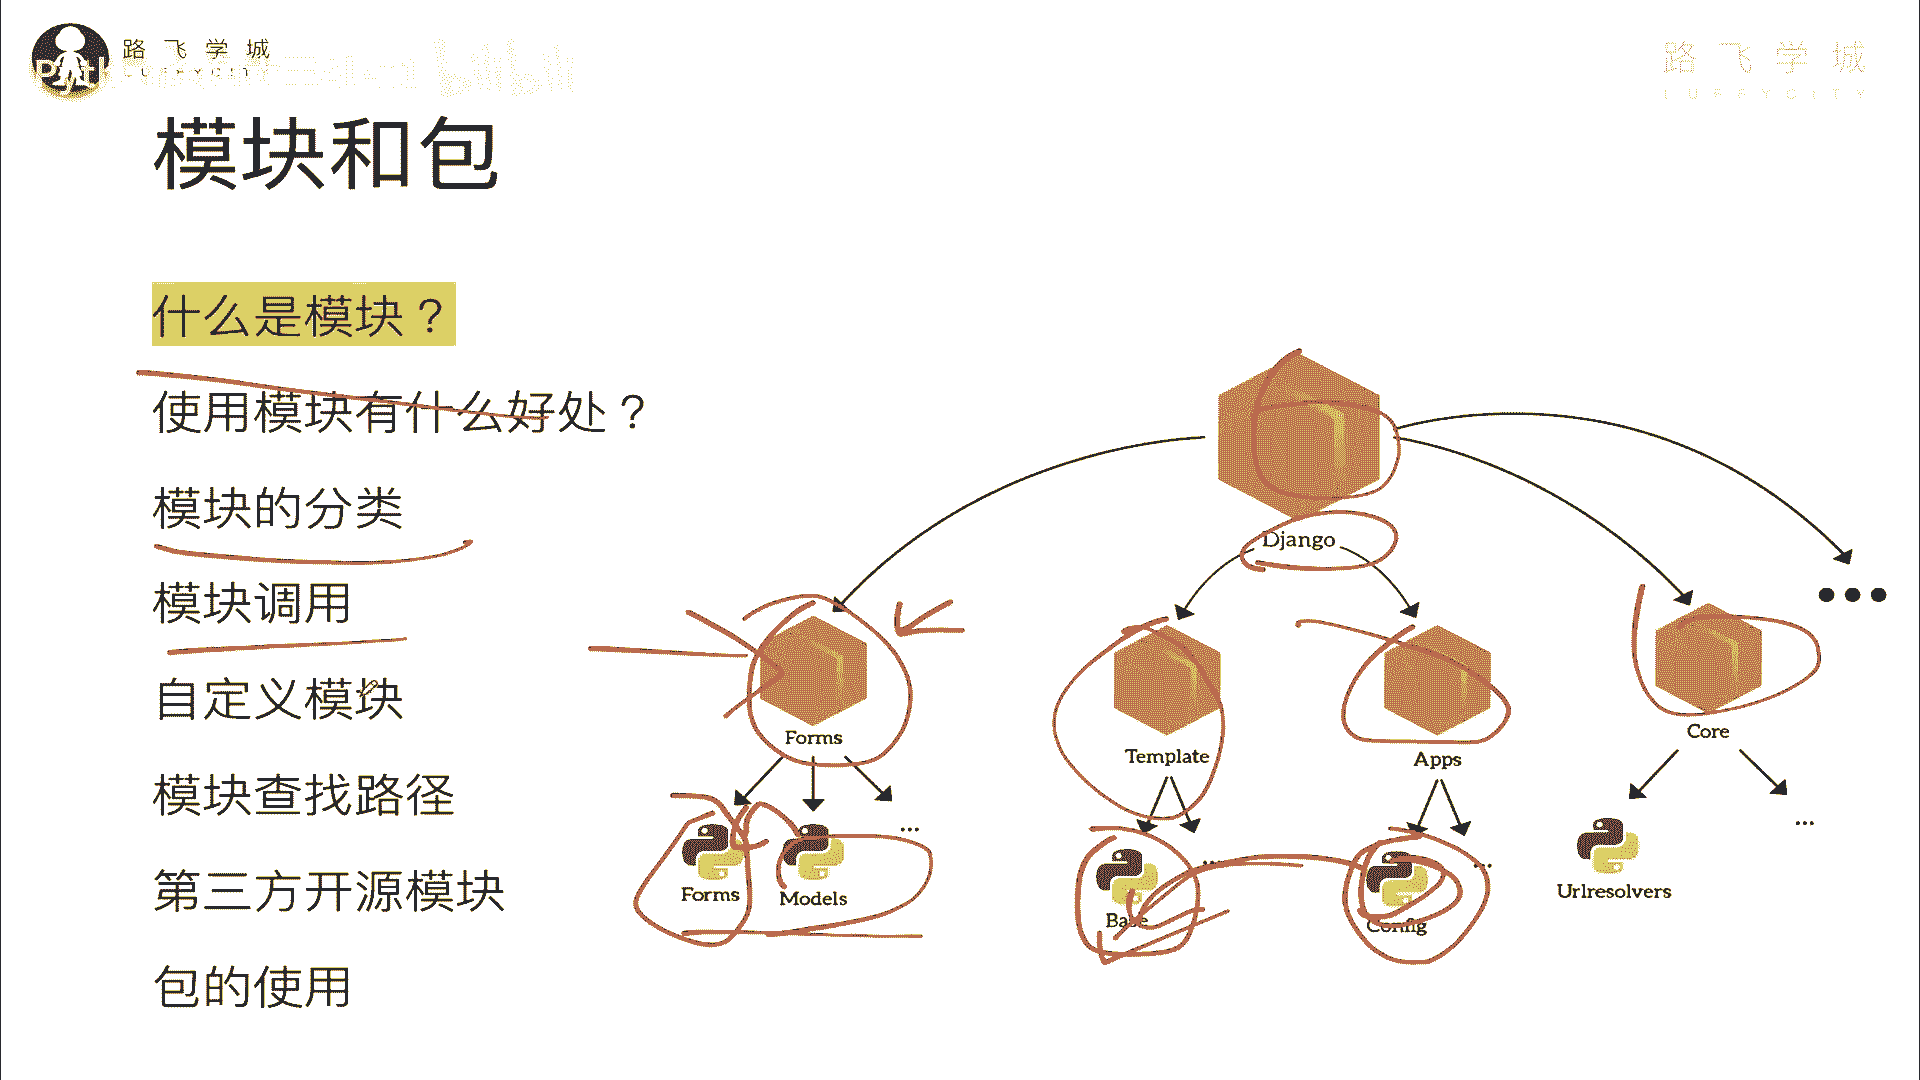 路飞学城
LUFFYCITY
bilibili
路飞学城
LUFFYCITY
模块和包
什么是模块？
使用模块有什么好处？
模块的分类
模块调用
自定义模块
模块查找路径
第三方开源模块
包的使用
Django
Forms
Template
Apps
Core
Forms
Models
...
Base
...
Config
...
Urlresolvers
...